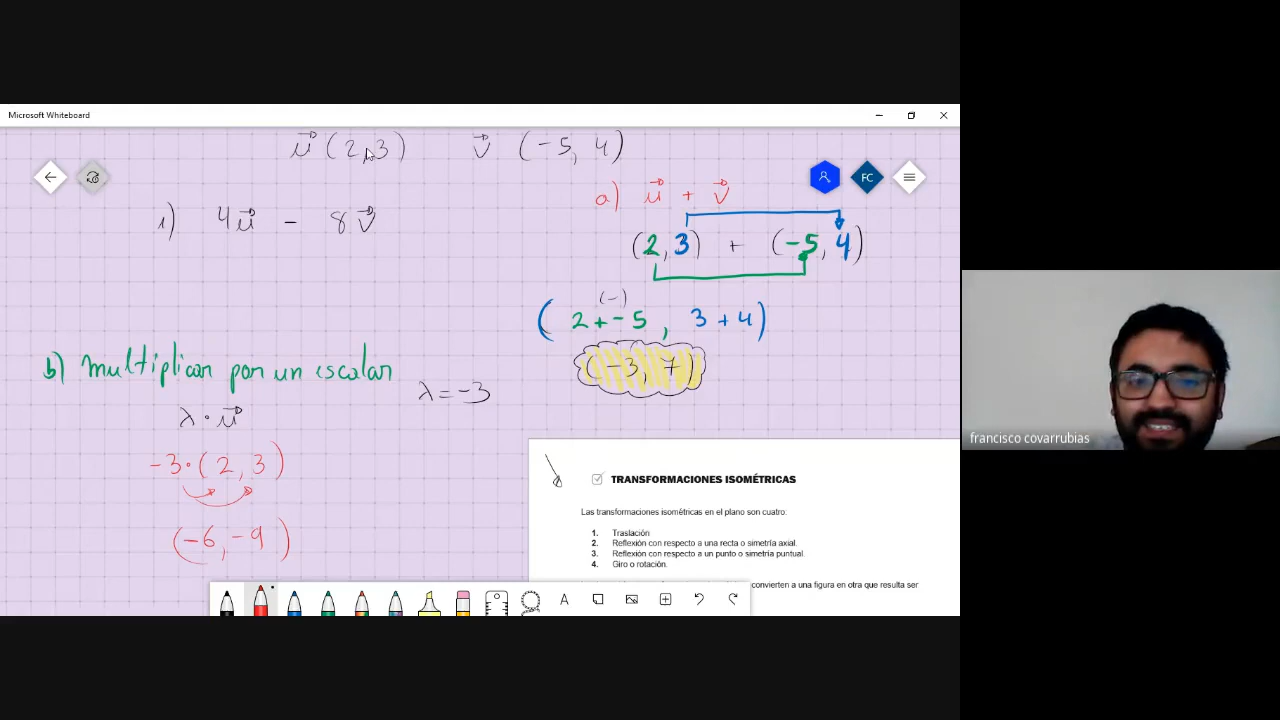 Microsoft Whiteboard
u⃗ (2,3)    v⃗ (-5, 4)
FC
a) u⃗ + v⃗
1) 4u⃗ - 8v⃗
(2,3) + (-5,4)
(-)
(2+-5, 3+4)
(-3, 7)
b) multiplicar por un escalar
λ=-3
λ·u⃗
-3·(2,3)
(-6,-9)
TRANSFORMACIONES ISOMÉTRICAS
Las transformaciones isométricas en el plano son cuatro:
1. Traslación
2. Reflexión con respecto a una recta o simetría axial.
3. Reflexión con respecto a un punto o simetría puntual.
4. Giro o rotación.
convierten a una figura en otra que resulta ser
A
francisco covarrubias